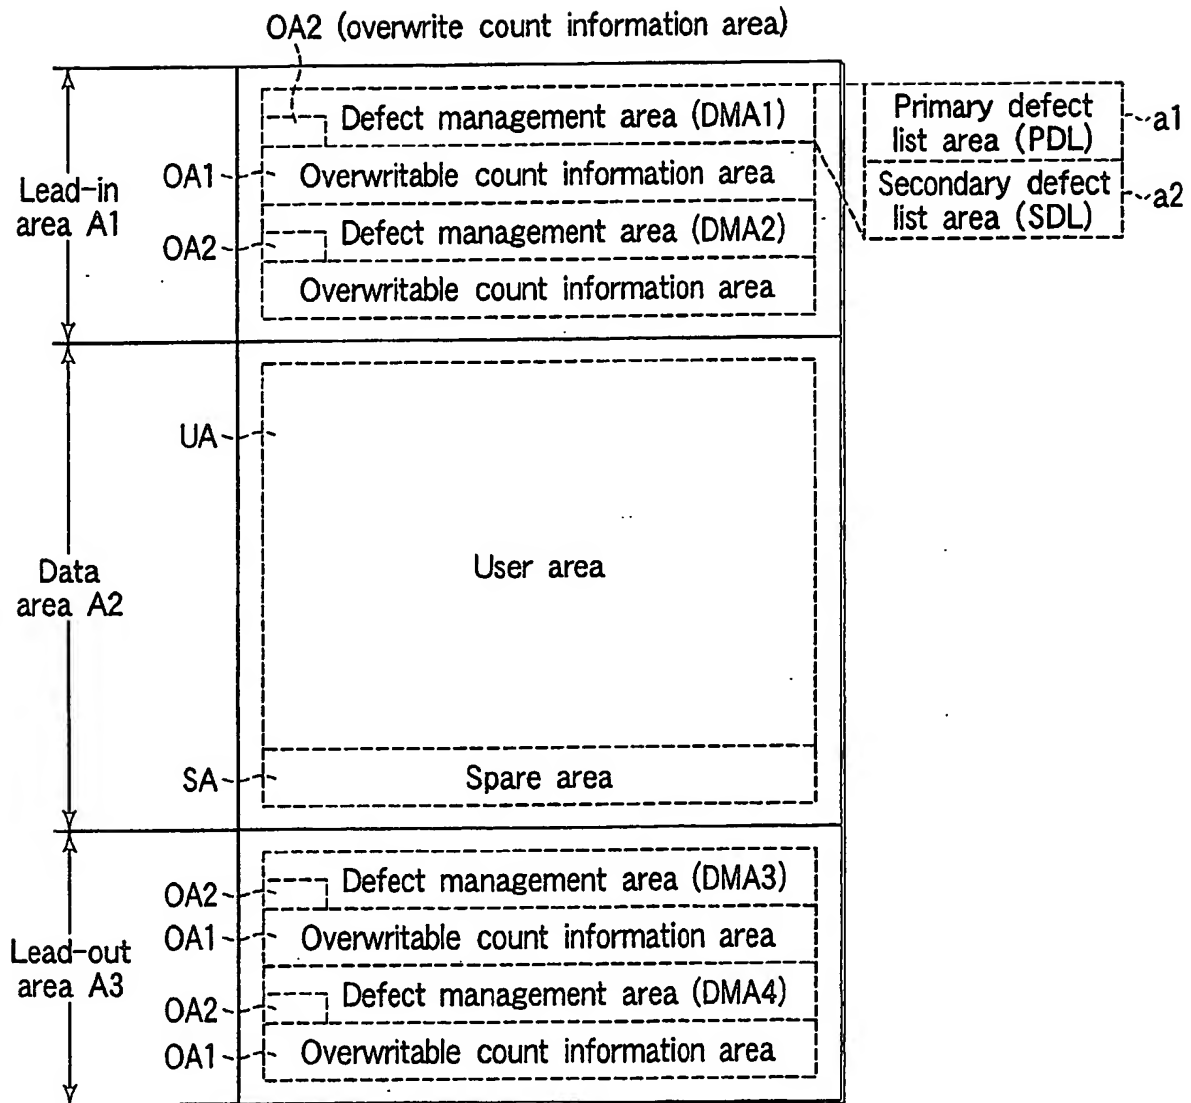 OA2 (overwrite count information area)
Defect management area (DMA1)
Primary defect
list area (PDL)
a1
OA1
Overwritable count information area
Secondary defect
list area (SDL)
a2
Lead-in
area A1
OA2
Defect management area (DMA2)
Overwritable count information area
UA
User area
Data
area A2
SA
Spare area
OA2
Defect management area (DMA3)
OA1
Overwritable count information area
Lead-out
area A3
OA2
Defect management area (DMA4)
OA1
Overwritable count information area